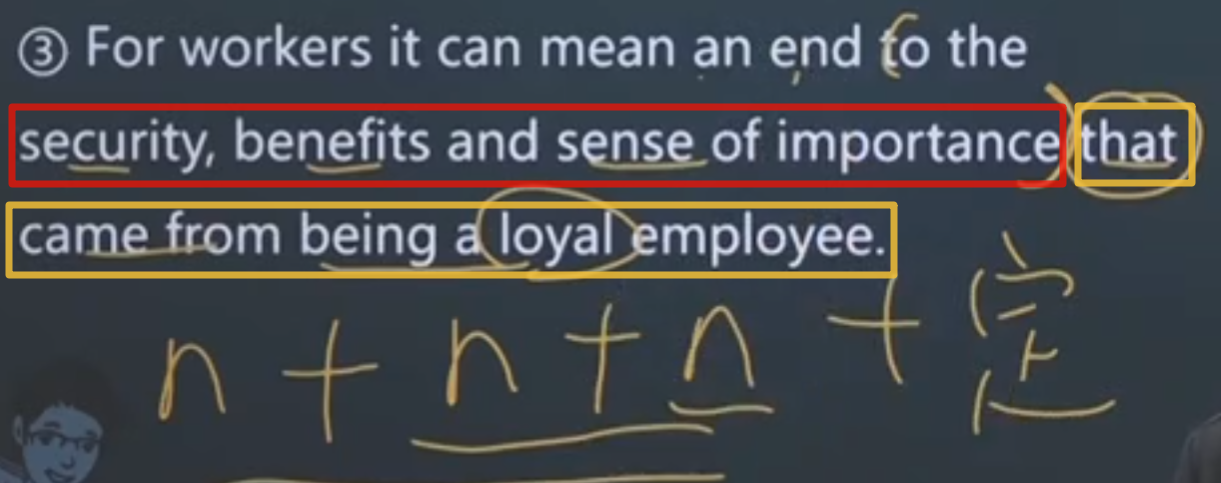 ③ For workers it can mean an end to the
security, benefits and sense of importance that
came from being a loyal employee.
n + n + n + 定